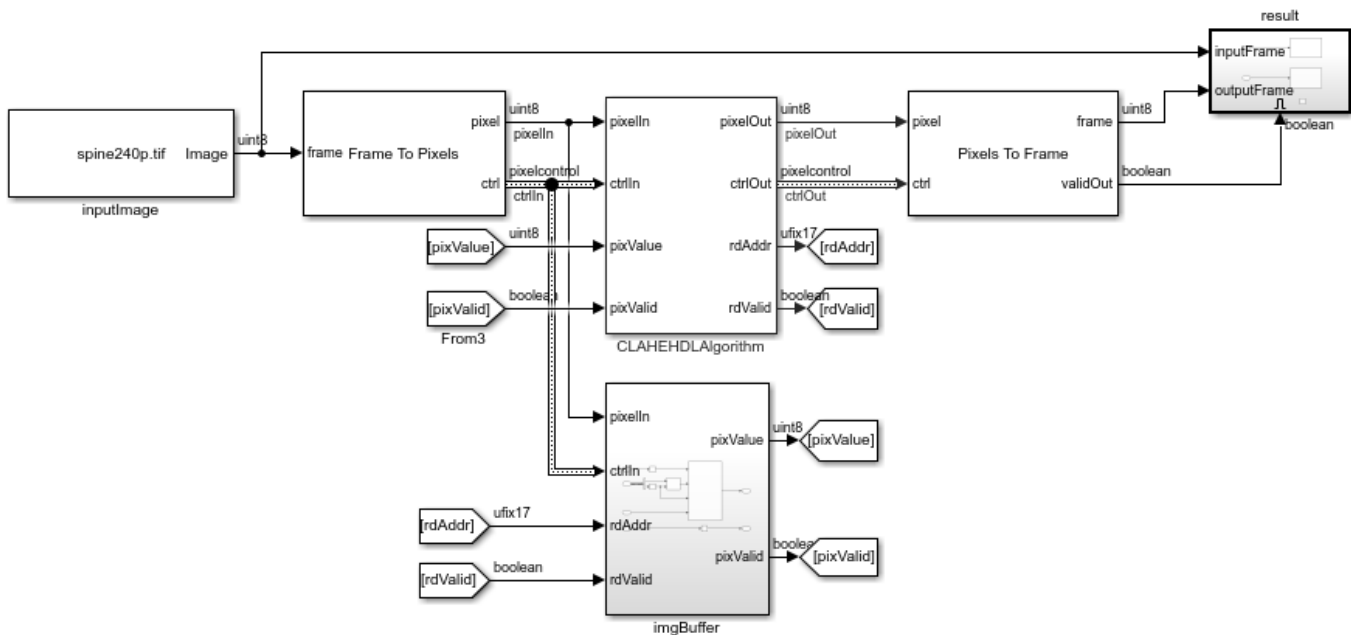 result
inputFrame
outputFrame
boolean
spine240p.tif
Image
uint8
inputImage
frame
Frame To Pixels
pixel
ctrl
uint8
pixelIn
pixelcontrol
ctrlIn
pixelIn
ctrlIn
pixValue
pixValid
pixelOut
ctrlOut
rdAddr
rdValid
CLAHEHDLAlgorithm
uint8
pixelOut
pixelcontrol
ctrlOut
pixel
ctrl
Pixels To Frame
frame
validOut
uint8
boolean
[pixValue]
uint8
[pixValid]
boolean
From3
ufix17
[rdAddr]
boolean
[rdValid]
pixelIn
ctrlIn
rdAddr
rdValid
pixValue
pixValid
imgBuffer
uint8
[pixValue]
boolean
[pixValid]
[rdAddr]
ufix17
[rdValid]
boolean